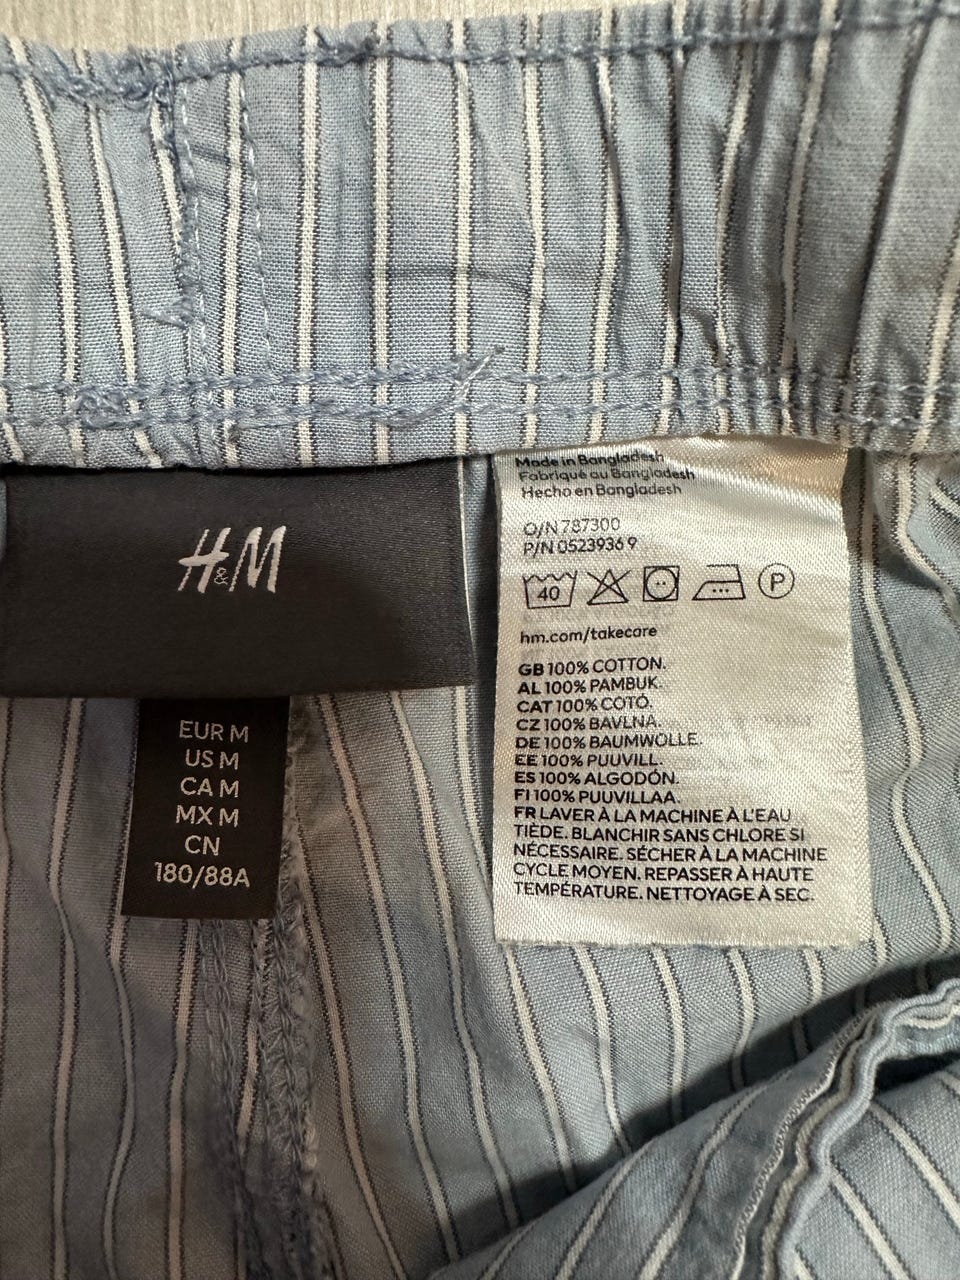 H&M
EUR M
US M
CA M
MX M
CN
180/88A
Made in Bangladesh
Fabriqué au Bangladesh
Hecho en Bangladesh
O/N 787300
P/N 0523936 9
40
P
hm.com/takecare
GB 100% COTTON.
AL 100% PAMBUK.
CAT 100% COTÓ.
CZ 100% BAVLNA.
DE 100% BAUMWOLLE.
EE 100% PUUVILL.
ES 100% ALGODÓN.
FI 100% PUUVILLAA.
FR LAVER À LA MACHINE À L'EAU
TIÈDE. BLANCHIR SANS CHLORE SI
NÉCESSAIRE. SÉCHER À LA MACHINE
CYCLE MOYEN. REPASSER À HAUTE
TEMPÉRATURE. NETTOYAGE À SEC.